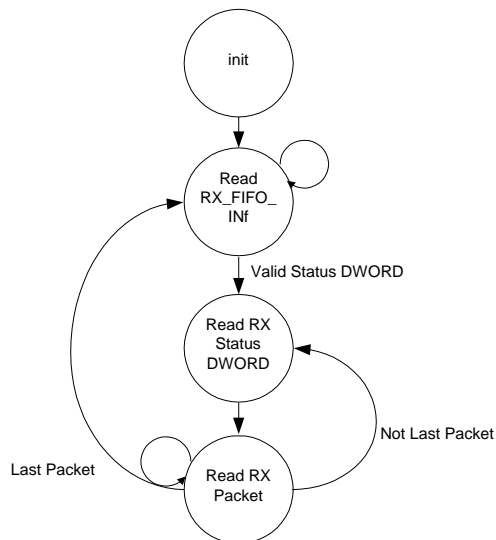 init
Read
RX_FIFO_
INf
Valid Status DWORD
Read RX
Status
DWORD
Not Last Packet
Last Packet
Read RX
Packet